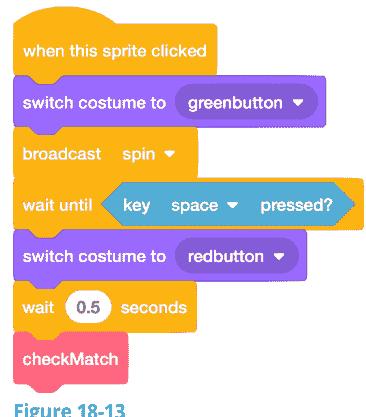 when this sprite clicked
switch costume to greenbutton
broadcast spin
wait until key space pressed?
switch costume to redbutton
wait 0.5 seconds
checkMatch
Figure 18-13